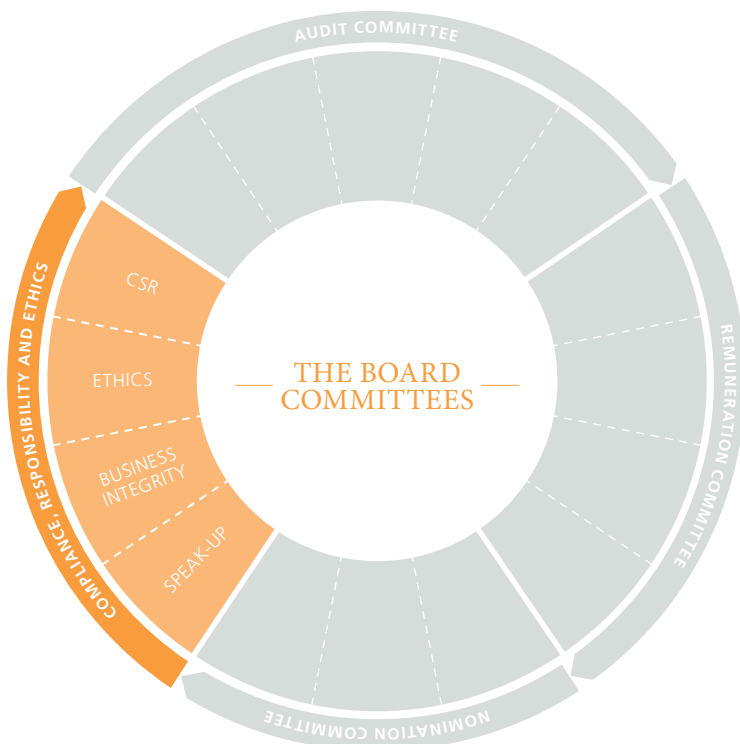 AUDIT COMMITTEE
REMUNERATION COMMITTEE
NOMINATION COMMITTEE
COMPLIANCE, RESPONSIBILITY AND ETHICS
CSR
ETHICS
BUSINESS
INTEGRITY
SPEAK-UP
THE BOARD
COMMITTEES